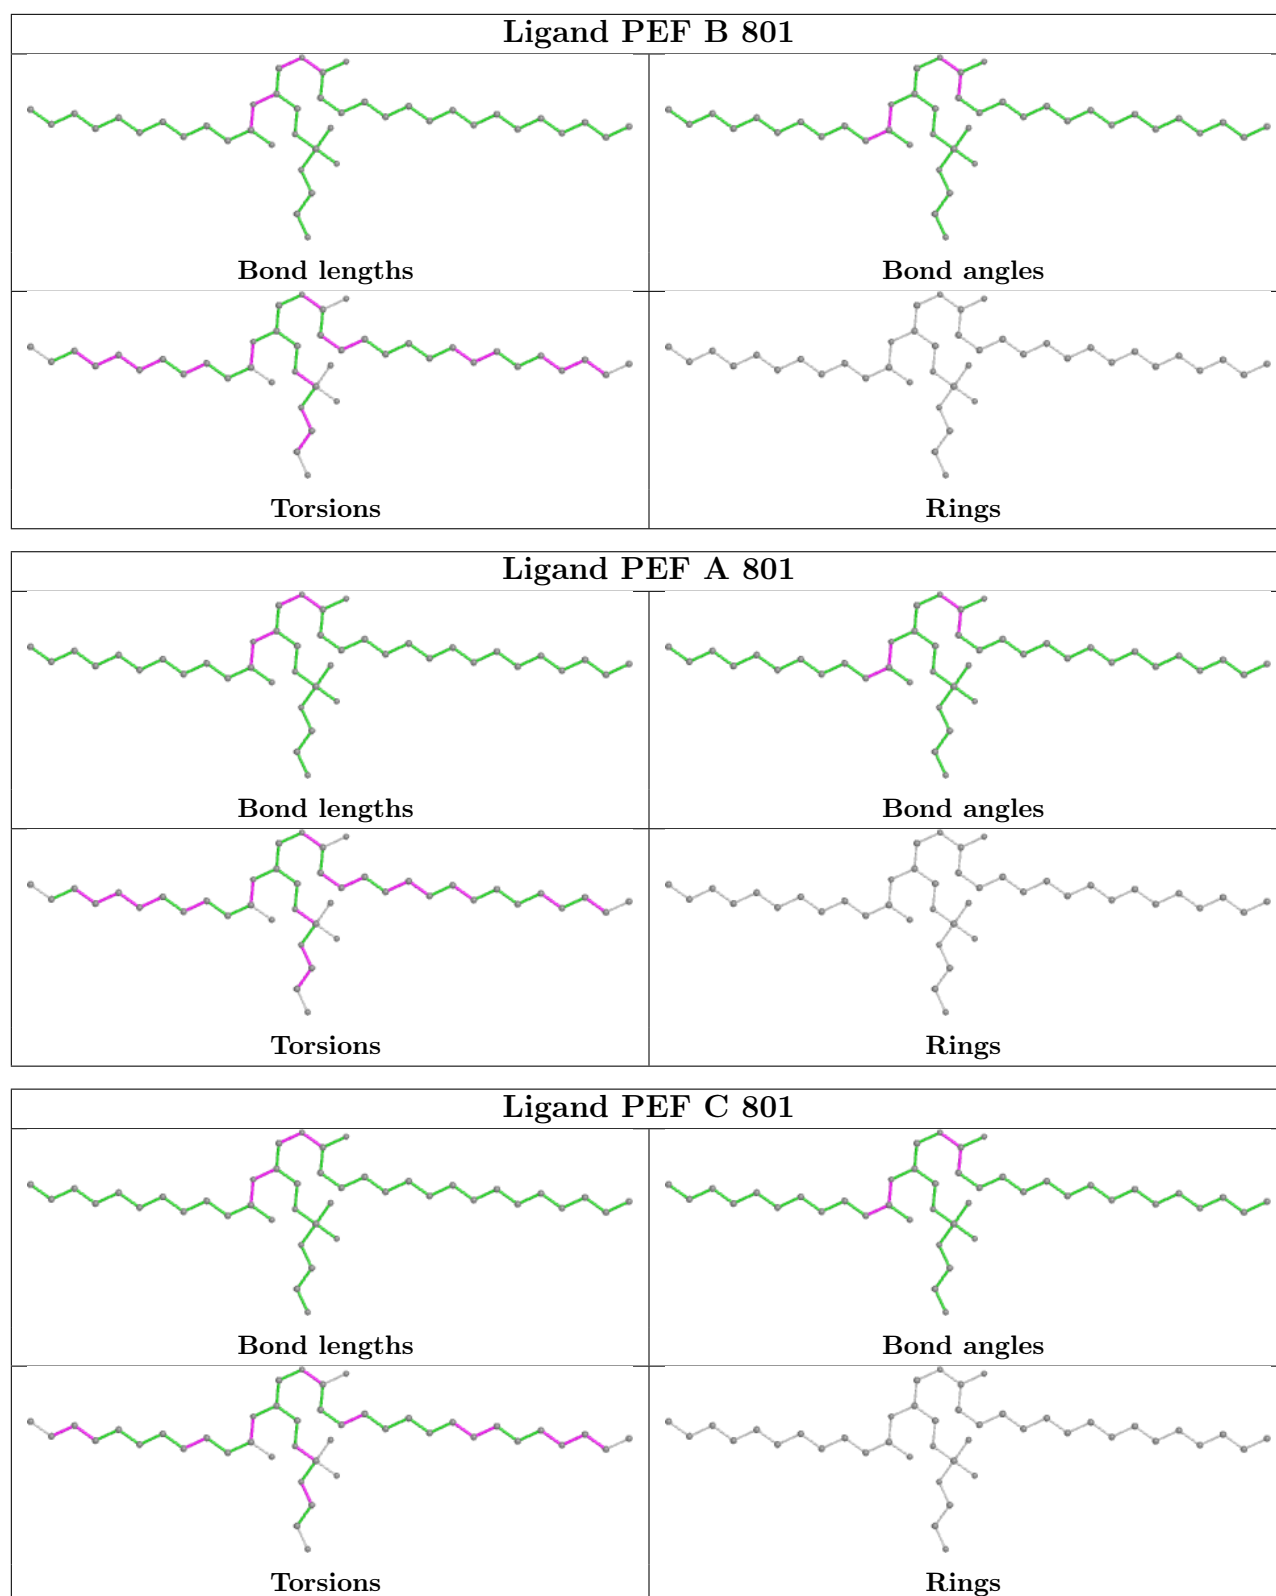 Ligand PEF B 801
Bond lengths
Bond angles
Torsions
Rings
Ligand PEF A 801
Bond lengths
Bond angles
Torsions
Rings
Ligand PEF C 801
Bond lengths
Bond angles
Torsions
Rings